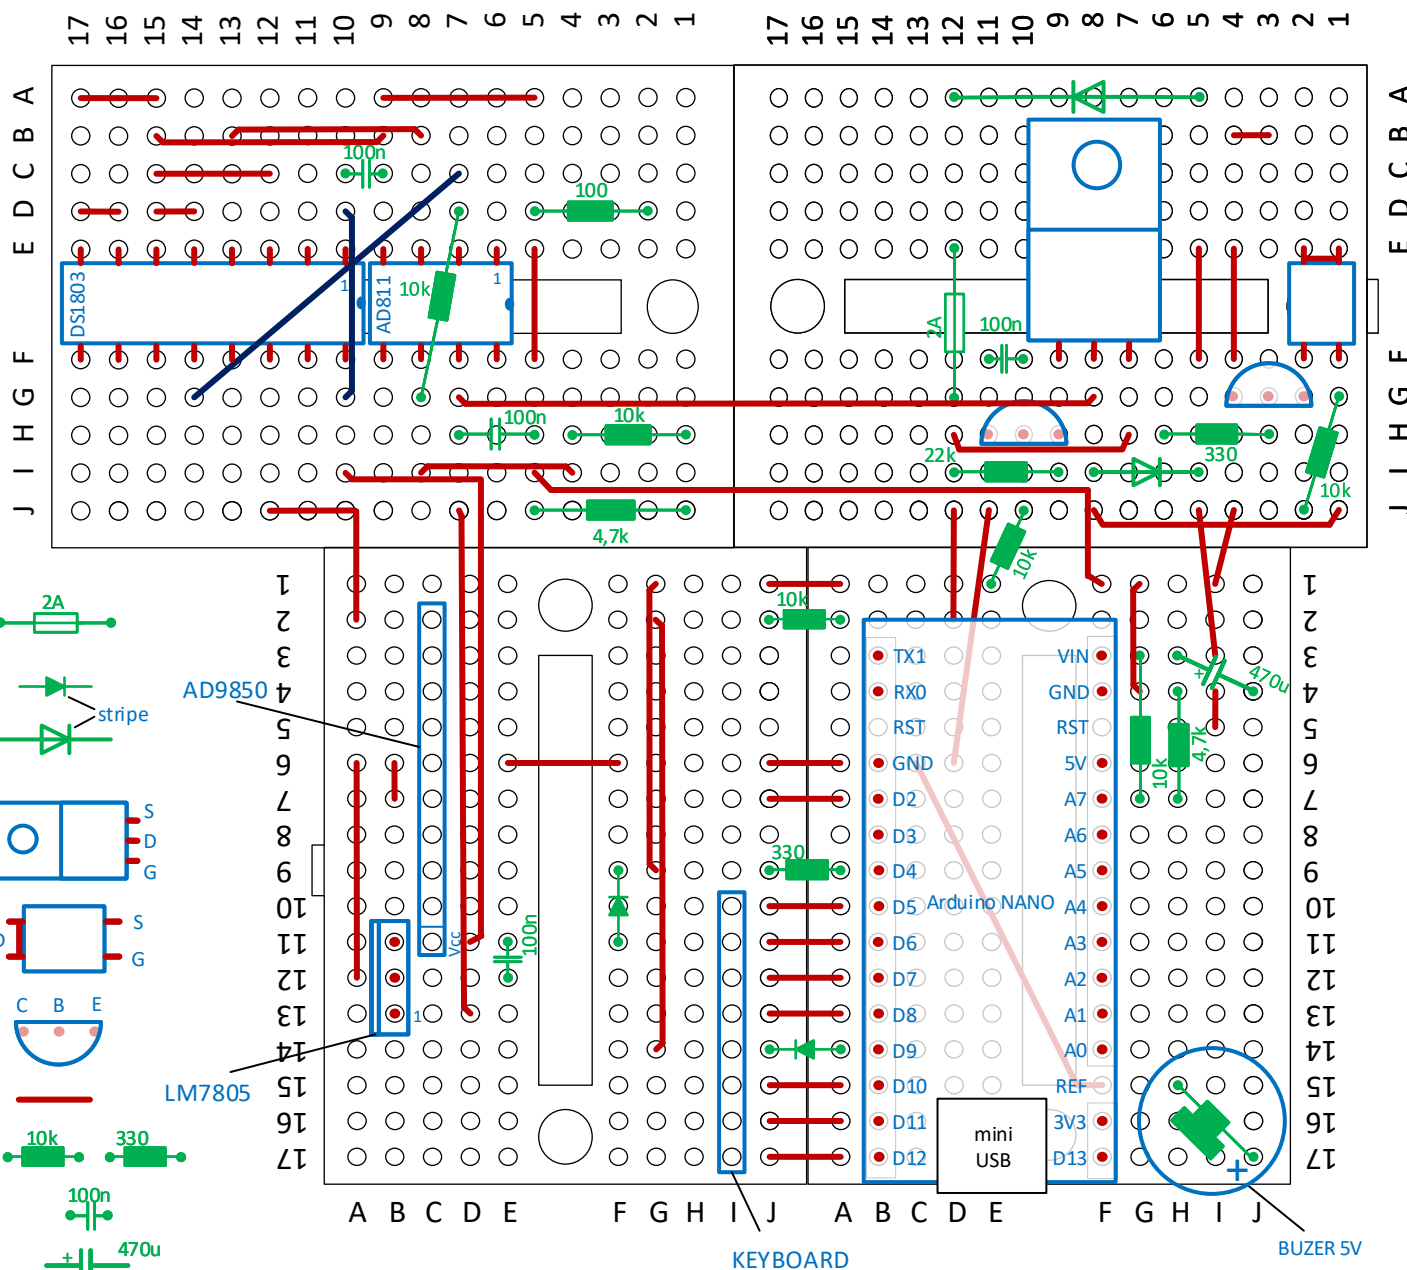 17 16 15 14 13 12 11 10 9 8 7 6 5 4 3 2 1
17 16 15 14 13 12 11 10 9 8 7 6 5 4 3 2 1
A
B
C
D
E
F
G
H
I
J
A
B
C
D
E
F
G
H
I
J
100n
100
DS1803
1
AD811
1
10k
100n
10k
4,7k
2A
100n
22k
330
10k
10k
1
2
3
4
5
6
7
8
9
10
11
12
13
14
15
16
17
1
2
3
4
5
6
7
8
9
10
11
12
13
14
15
16
17
2A
stripe
S
D
G
D
S
G
C B E
10k
330
100n
+
470u
AD9850
Vcc
1
LM7805
100n
10k
330
TX1
RX0
RST
GND
D2
D3
D4
D5
D6
D7
D8
D9
D10
D11
D12
Arduino NANO
VIN
GND
RST
5V
A7
A6
A5
A4
A3
A2
A1
A0
REF
3V3
D13
mini
USB
+
470u
10k
4,7k
+
A B C D E F G H I J A B C D E F G H I J
KEYBOARD
BUZER 5V